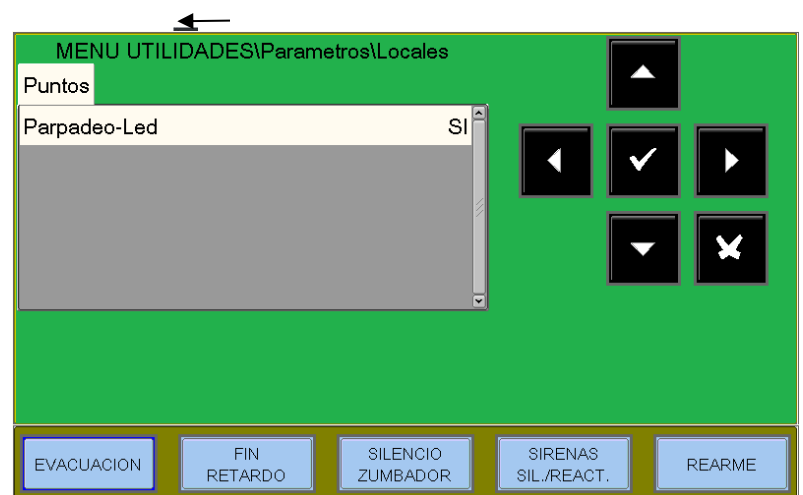 MENU UTILIDADES\Parametros\Locales
Puntos
Parpadeo-Led SI
EVACUACION
FIN
RETARDO
SILENCIO
ZUMBADOR
SIRENAS
SIL./REACT.
REARME